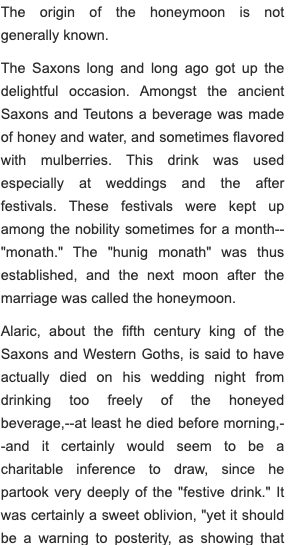 The origin of the honeymoon is not
generally known.
The Saxons long and long ago got up the
delightful occasion. Amongst the ancient
Saxons and Teutons a beverage was made
of honey and water, and sometimes flavored
with mulberries. This drink was used
especially at weddings and the after
festivals. These festivals were kept up
among the nobility sometimes for a month--
"monath." The "hunig monath" was thus
established, and the next moon after the
marriage was called the honeymoon.
Alaric, about the fifth century king of the
Saxons and Western Goths, is said to have
actually died on his wedding night from
drinking too freely of the honeyed
beverage,--at least he died before morning,-
-and it certainly would seem to be a
charitable inference to draw, since he
partook very deeply of the "festive drink." It
was certainly a sweet oblivion, "yet it should
be a warning to posterity, as showing that